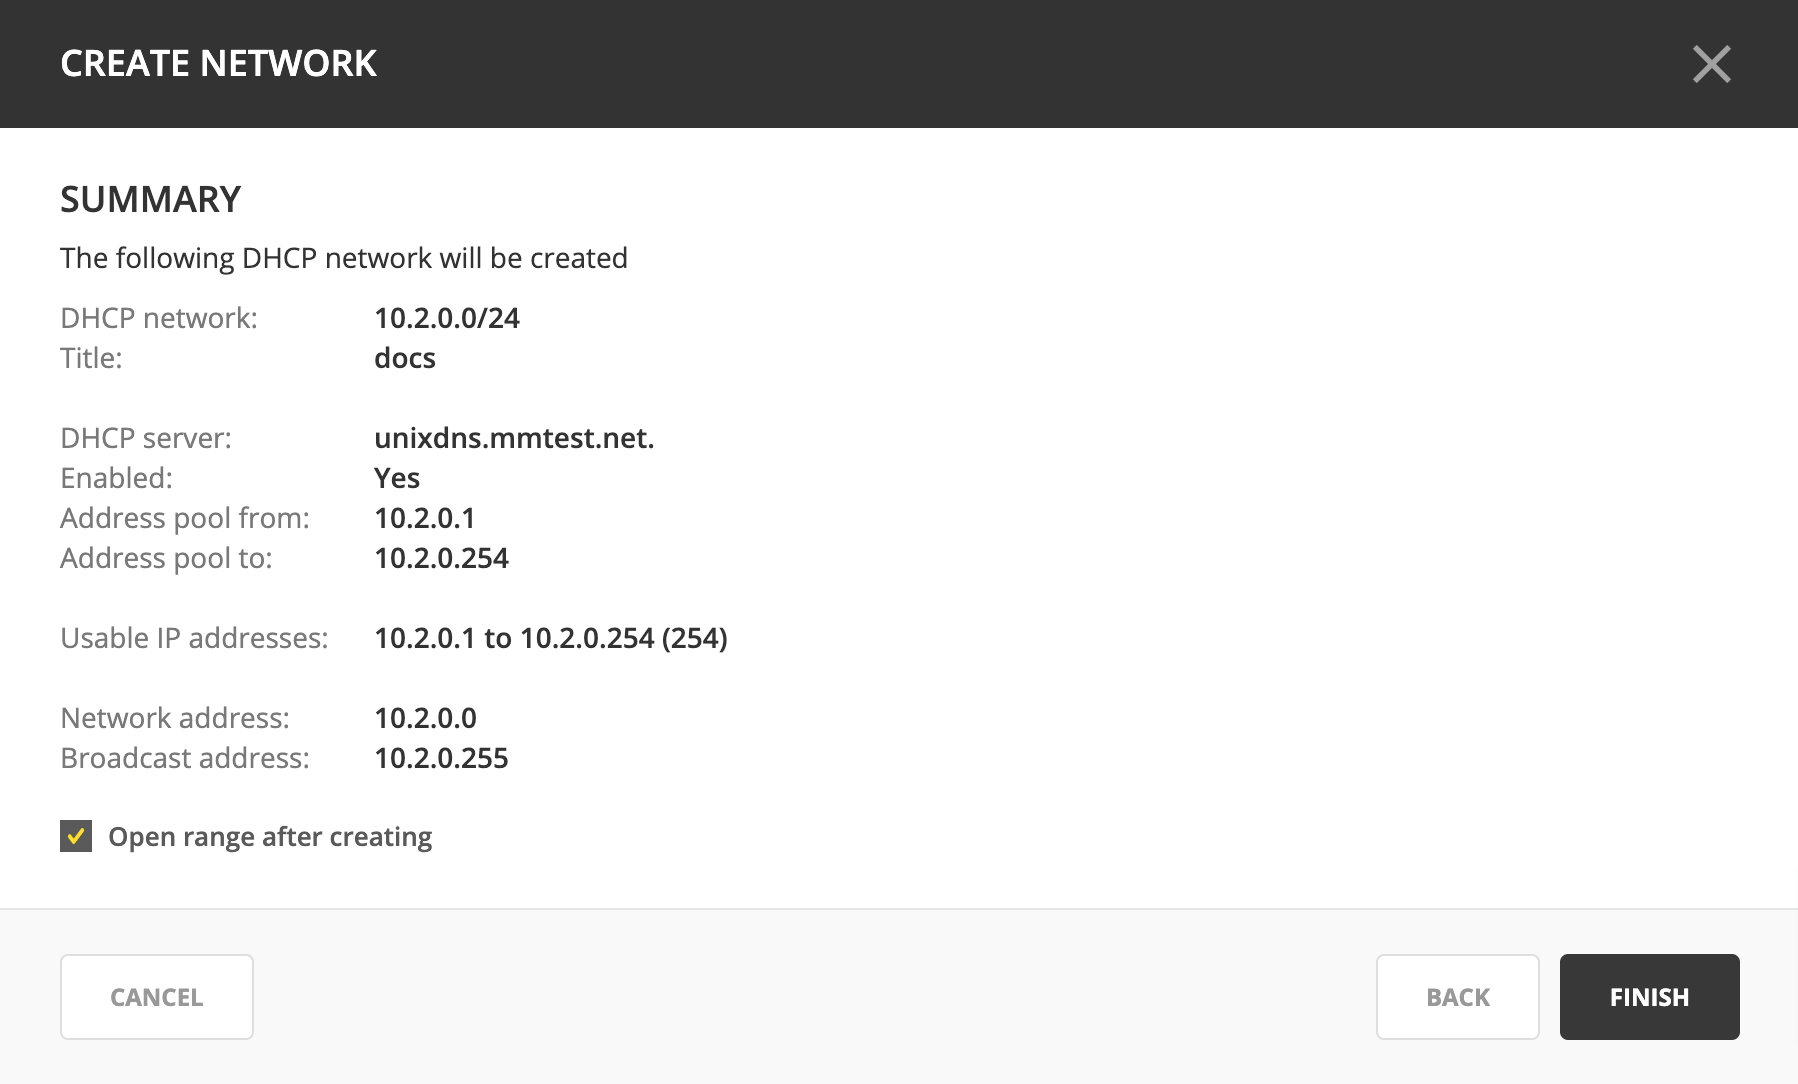 CREATE NETWORK
SUMMARY
The following DHCP network will be created
DHCP network: 10.2.0.0/24
Title: docs
DHCP server: unixdns.mmtest.net.
Enabled: Yes
Address pool from: 10.2.0.1
Address pool to: 10.2.0.254
Usable IP addresses: 10.2.0.1 to 10.2.0.254 (254)
Network address: 10.2.0.0
Broadcast address: 10.2.0.255
Open range after creating
CANCEL BACK FINISH